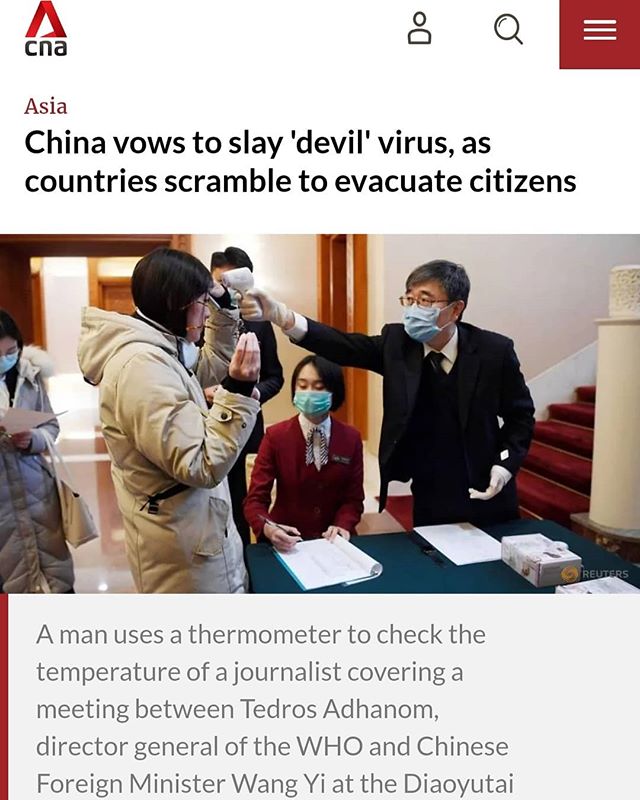 cna
Asia
China vows to slay 'devil' virus, as
countries scramble to evacuate citizens
REUTERS
A man uses a thermometer to check the
temperature of a journalist covering a
meeting between Tedros Adhanom,
director general of the WHO and Chinese
Foreign Minister Wang Yi at the Diaoyutai